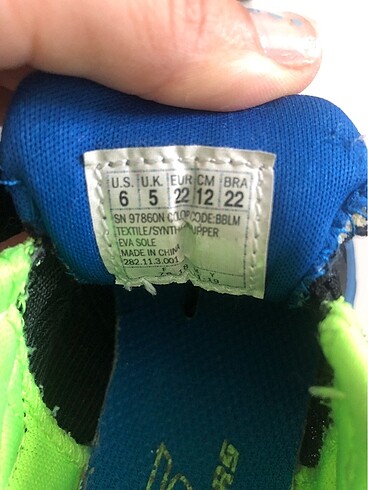 U.S. U.K. EUR CM BRA
6 5 22 12 22
SN 97860N COLOR CODE:BBLM
TEXTILE/SYNTH UPPER
EVA SOLE
MADE IN CHINA
282.11.3.001